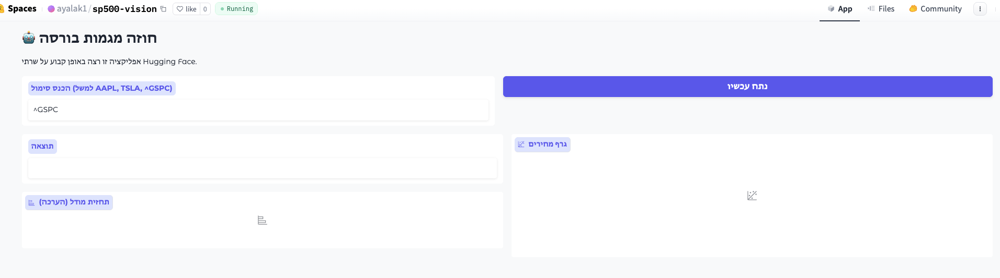 Spaces
ayalak1/sp500-vision
like 0
Running
App
Files
Community
חוזה מגמות בורסה
אפליקציה זו רצה באופן קבוע על שרתי Hugging Face.
הכנס סימול (למשל AAPL, TSLA, ^GSPC)
^GSPC
נתח עכשיו
תוצאה
גרף מחירים
תחזית מודל (הערכה)